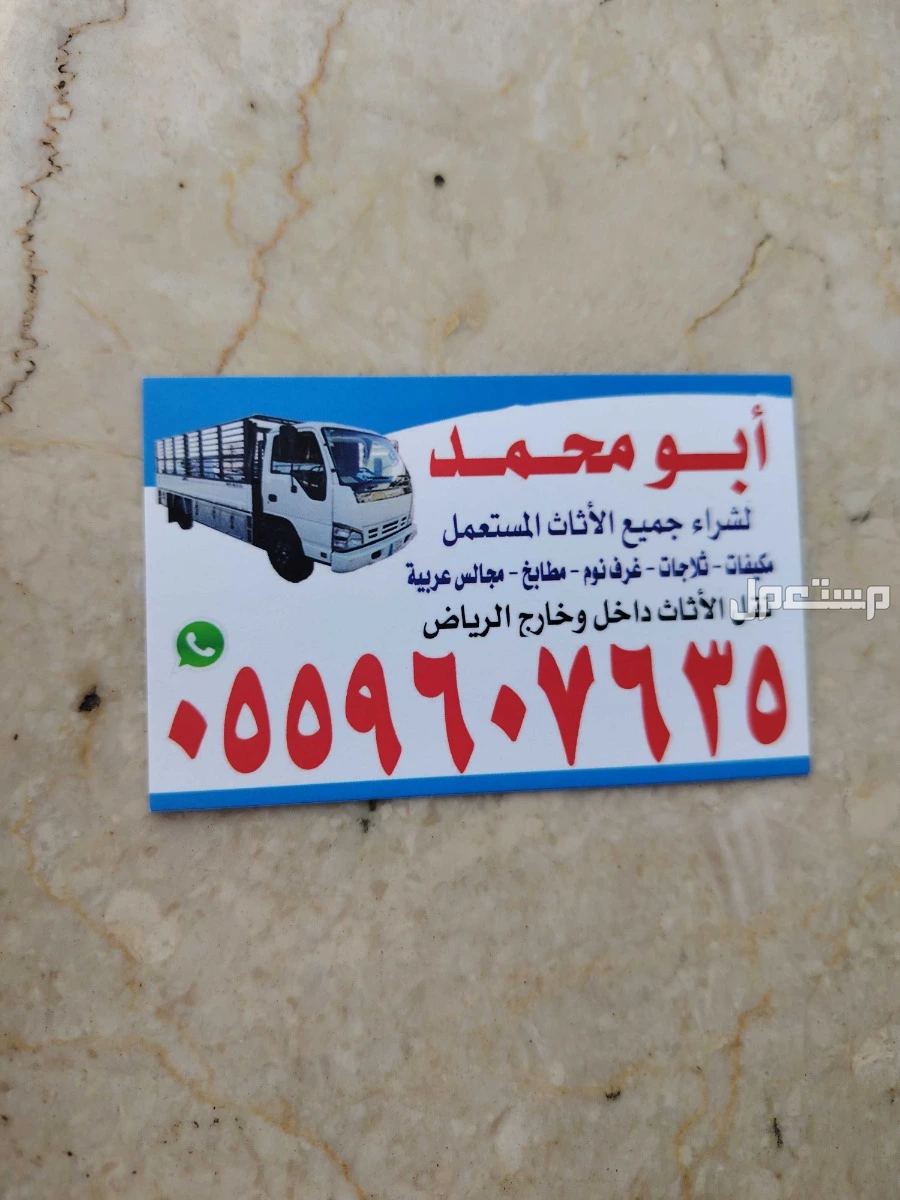 أبو محمد
لشراء جميع الأثاث المستعمل
مكيفات - ثلاجات - غرف نوم - مطابخ - مجالس عربية
نقل الأثاث داخل وخارج الرياض
٠٥٥٩٦٠٧٦٣٥
مستعمل